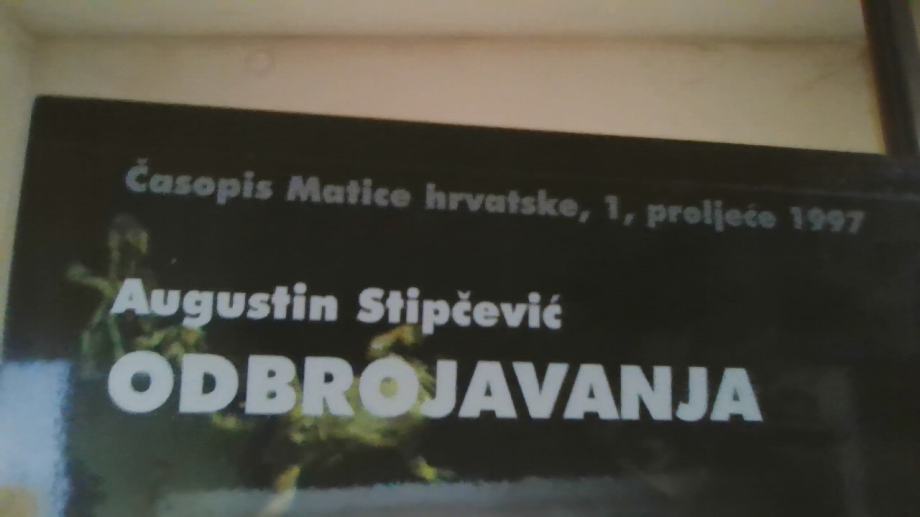 Časopis Matice hrvatske, 1, proljeće 1997
Augustin Stipčević
ODBROJAVANJA